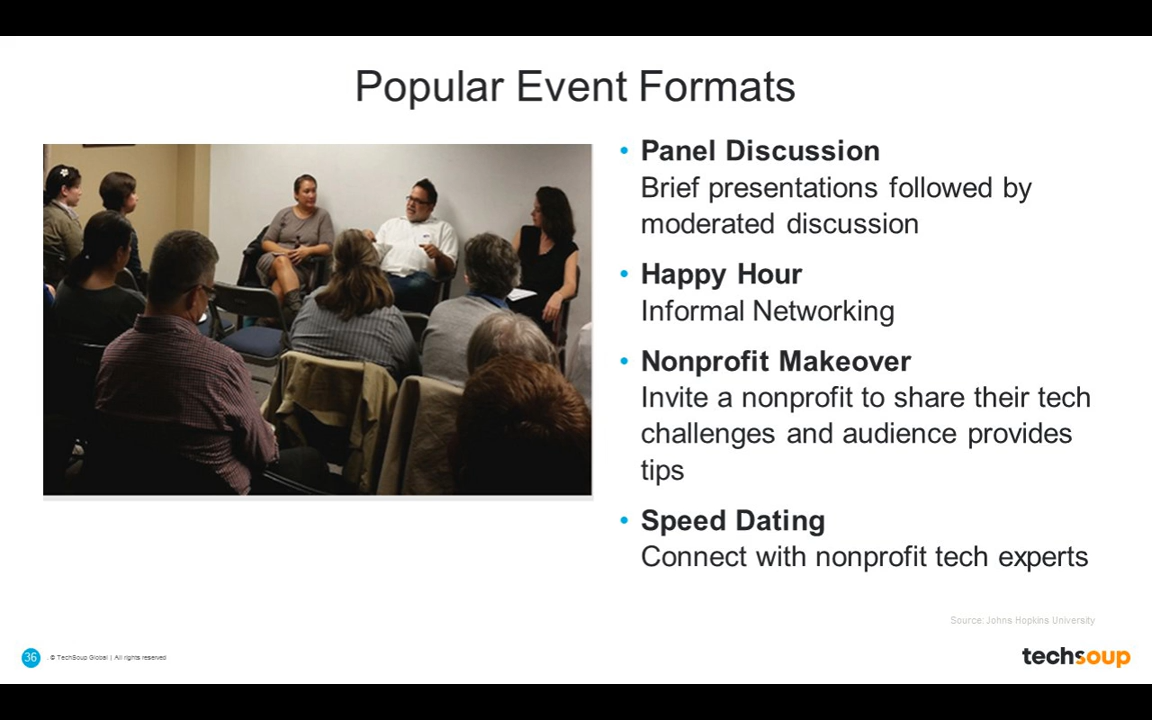 Popular Event Formats
• Panel Discussion
Brief presentations followed by
moderated discussion
• Happy Hour
Informal Networking
• Nonprofit Makeover
Invite a nonprofit to share their tech
challenges and audience provides
tips
• Speed Dating
Connect with nonprofit tech experts
Source: Johns Hopkins University
36
© TechSoup Global | All rights reserved
techsoup